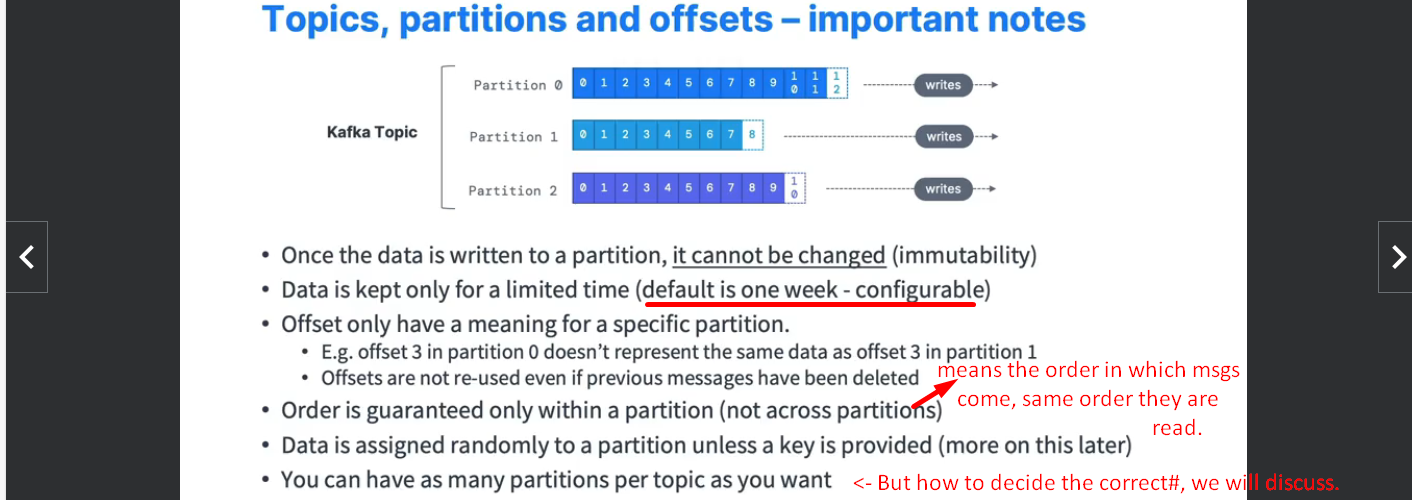 Topics, partitions and offsets – important notes
Kafka Topic
Partition 0 0 1 2 3 4 5 6 7 8 9 10 11 12 writes
Partition 1 0 1 2 3 4 5 6 7 8 writes
Partition 2 0 1 2 3 4 5 6 7 8 9 10 writes
• Once the data is written to a partition, it cannot be changed (immutability)
• Data is kept only for a limited time (default is one week - configurable)
• Offset only have a meaning for a specific partition.
• E.g. offset 3 in partition 0 doesn't represent the same data as offset 3 in partition 1
• Offsets are not re-used even if previous messages have been deleted
means the order in which msgs
come, same order they are
read.
• Order is guaranteed only within a partition (not across partitions)
• Data is assigned randomly to a partition unless a key is provided (more on this later)
• You can have as many partitions per topic as you want
<- But how to decide the correct#, we will discuss.